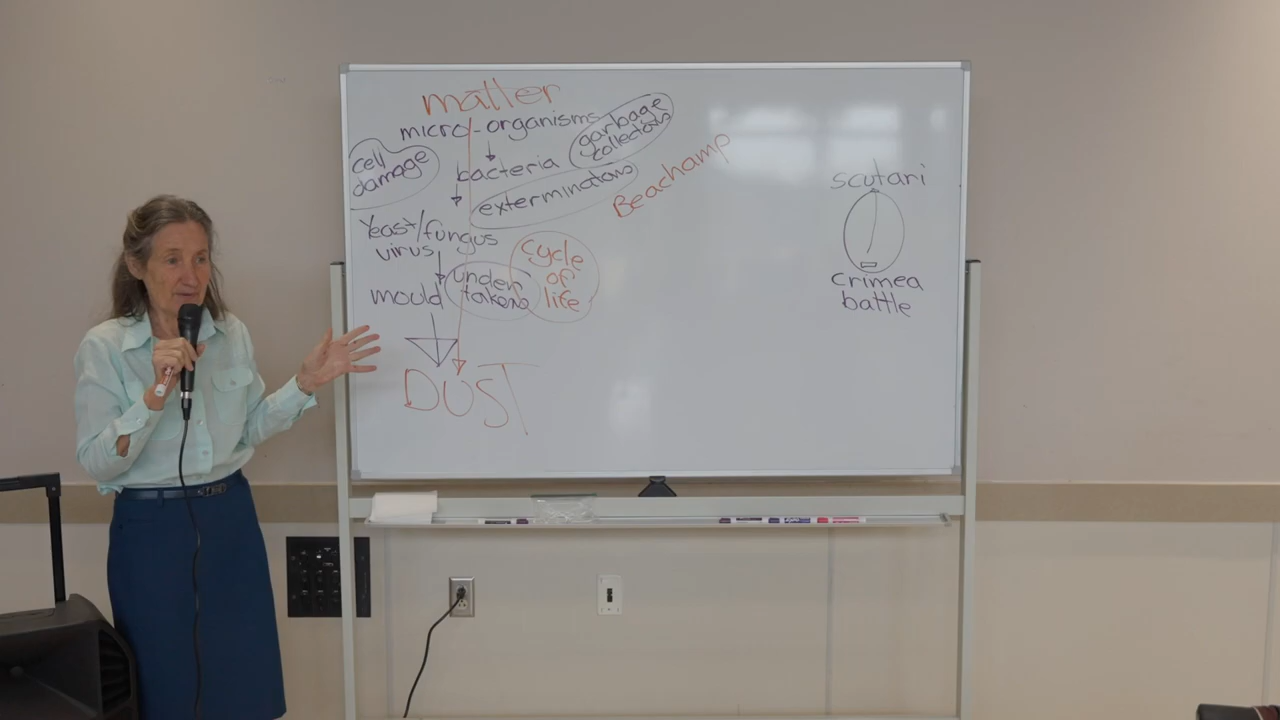 matter
micro-organisms
garbage
collectors
cell
damage
bacteria
exterminators
Beachamp
Yeast/fungus
virus
cycle
of
life
mould
under
takers
DUST
scutari
crimea
battle